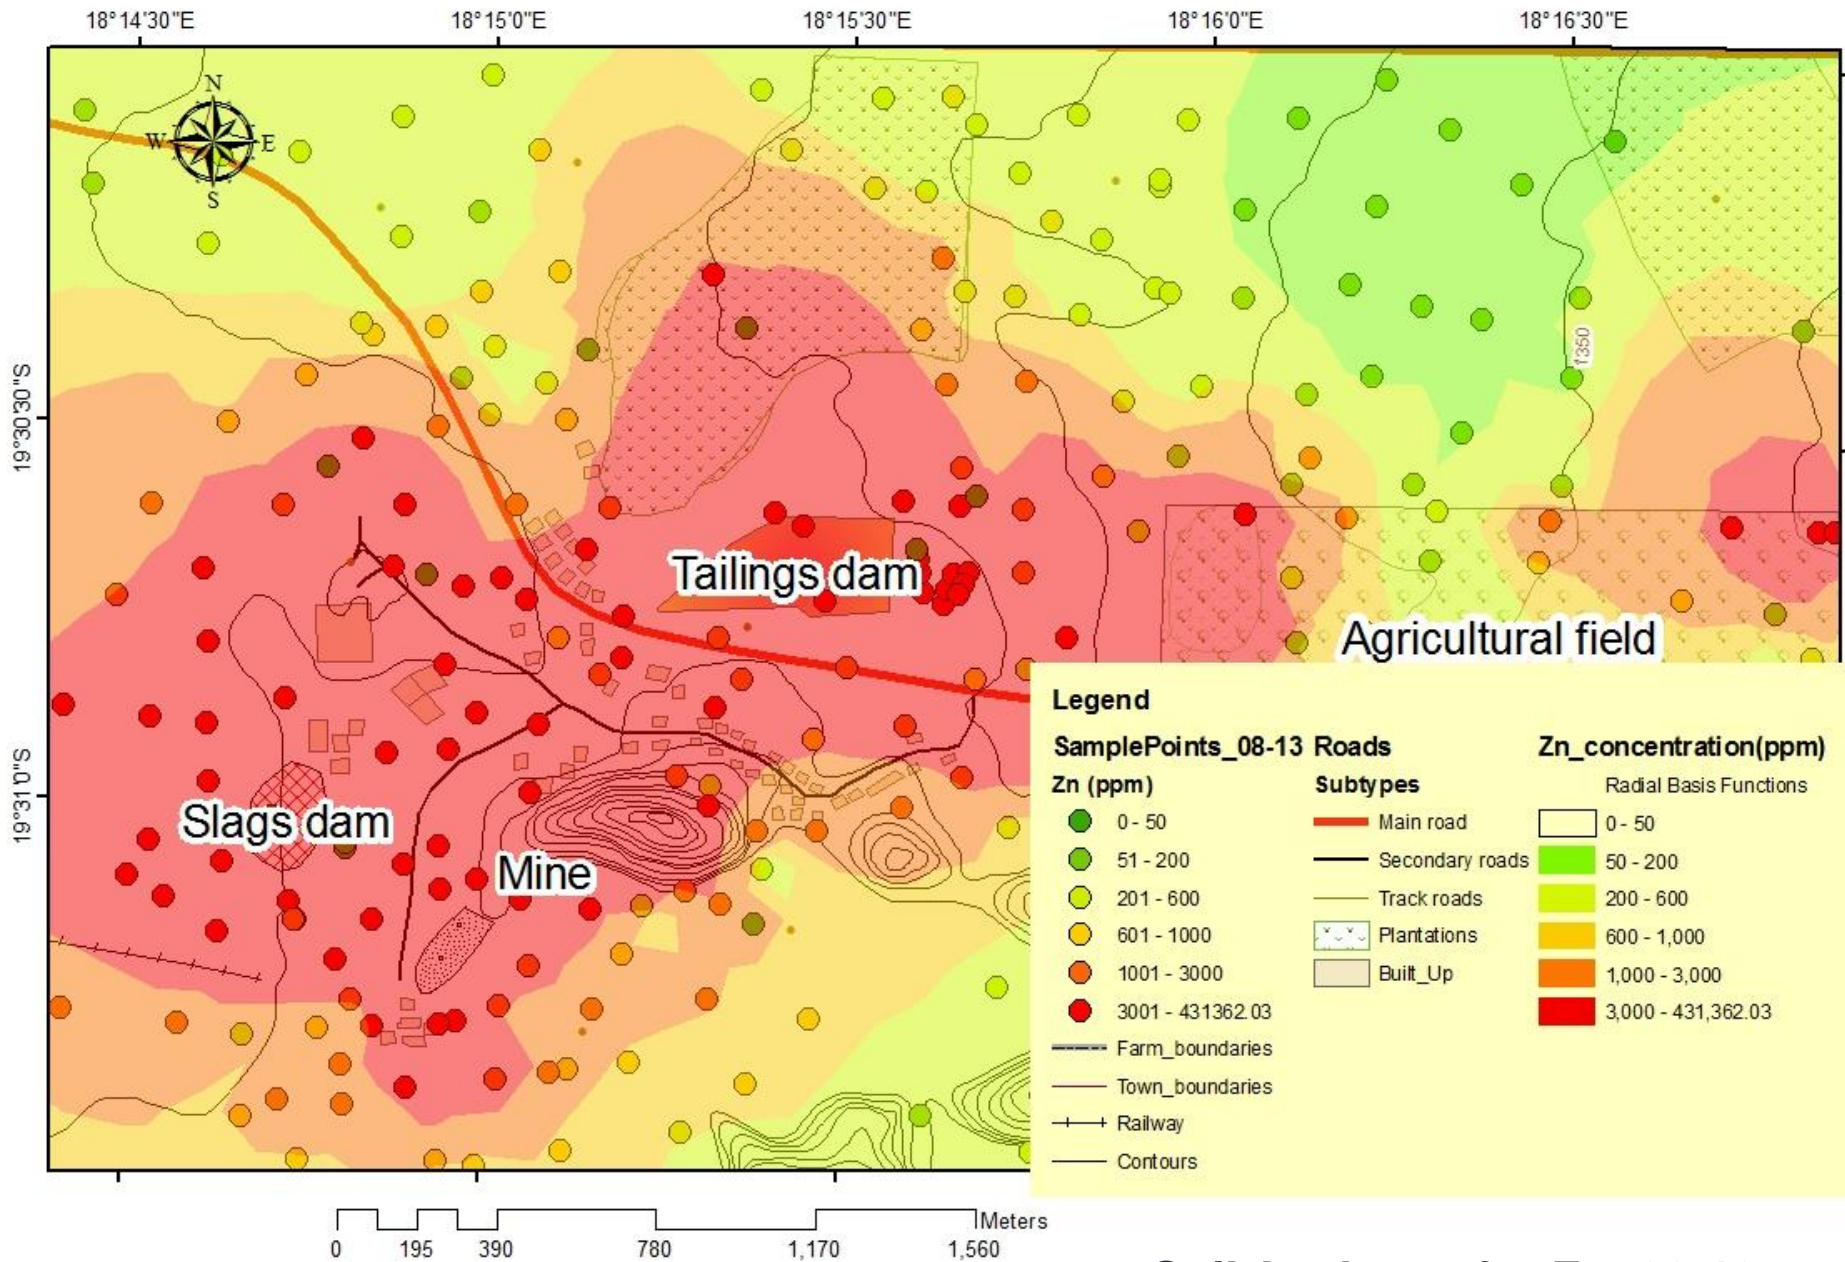 18°14'30"E 18°15'0"E 18°15'30"E 18°16'0"E 18°16'30"E
N
W E
S
1350
19°30'30"S
Tailings dam
Agricultural field
19°31'0"S
Slags dam
Mine
Legend
SamplePoints_08-13 Roads Zn_concentration(ppm)
Zn (ppm) Subtypes Radial Basis Functions
0 - 50 Main road 0 - 50
51 - 200 Secondary roads 50 - 200
201 - 600 Track roads 200 - 600
601 - 1000 Plantations 600 - 1,000
1001 - 3000 Built_Up 1,000 - 3,000
3001 - 431362.03 3,000 - 431,362.03
Farm_boundaries
Town_boundaries
Railway
Contours
Meters
0 195 390 780 1,170 1,560